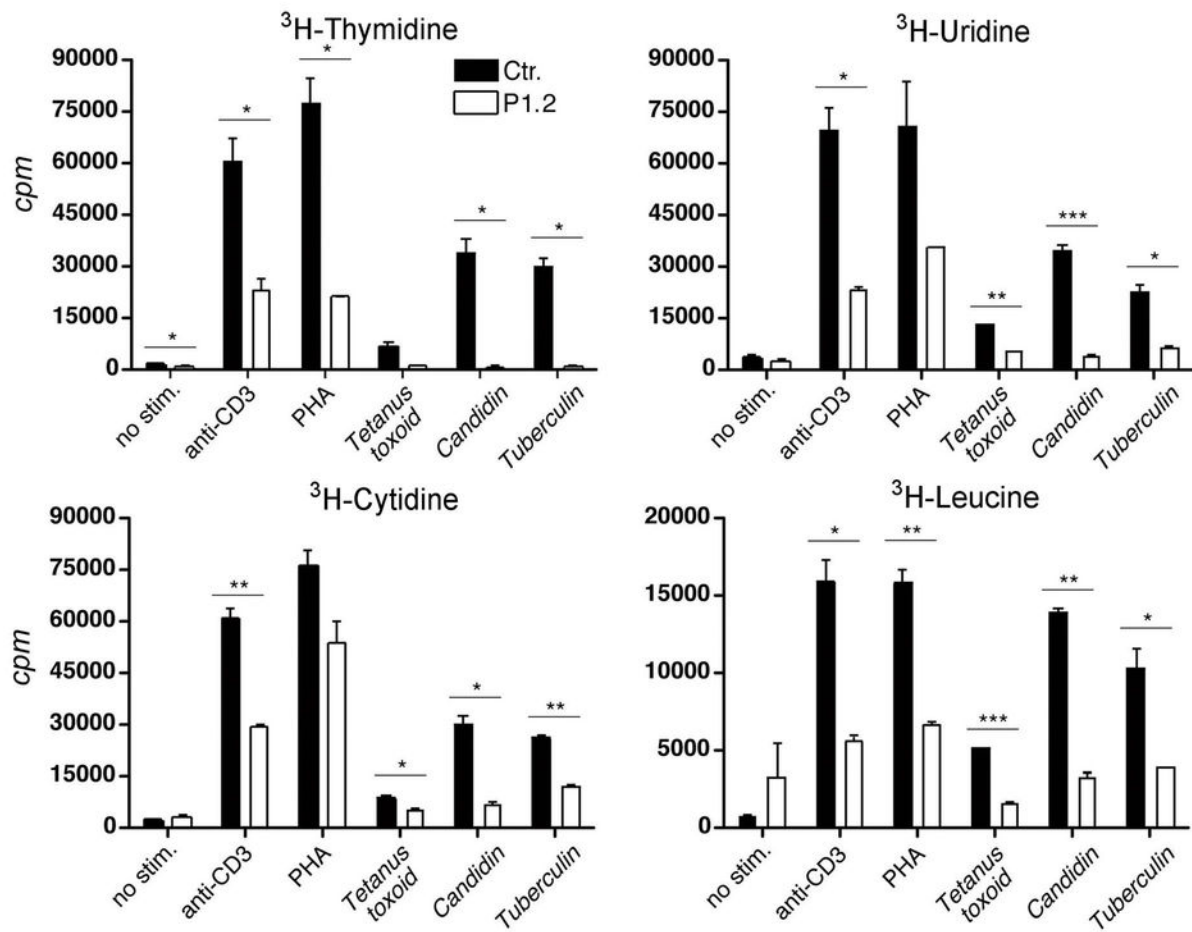 ³H-Thymidine
90000
75000
60000
45000
30000
15000
0
cpm
*
*
*
*
*
Ctr.
P1.2
no stim.
anti-CD3
PHA
Tetanus
toxoid
Candidin
Tuberculin
³H-Uridine
90000
75000
60000
45000
30000
15000
0
*
**
***
*
no stim.
anti-CD3
PHA
Tetanus
toxoid
Candidin
Tuberculin
³H-Cytidine
90000
75000
60000
45000
30000
15000
0
cpm
**
*
*
**
no stim.
anti-CD3
PHA
Tetanus
toxoid
Candidin
Tuberculin
³H-Leucine
20000
15000
10000
5000
0
*
**
***
**
*
no stim.
anti-CD3
PHA
Tetanus
toxoid
Candidin
Tuberculin